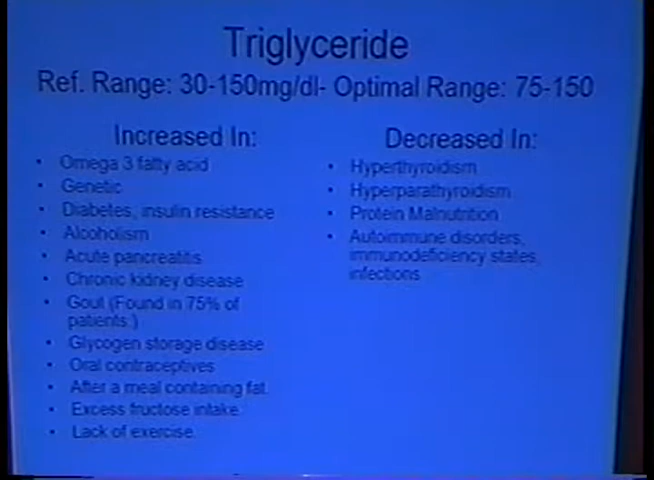 Triglyceride
Ref. Range: 30-150mg/dl- Optimal Range: 75-150
Increased In:
• Omega 3 fatty acid
• Genetic
• Diabetes, insulin resistance
• Alcoholism
• Acute pancreatitis
• Chronic kidney disease
• Gout (Found in 75% of
patients.)
• Glycogen storage disease
• Oral contraceptives
• After a meal containing fat.
• Excess fructose intake
• Lack of exercise
Decreased In:
• Hyperthyroidism
• Hyperparathyroidism
• Protein Malnutrition
• Autoimmune disorders,
immunodeficiency states,
infections